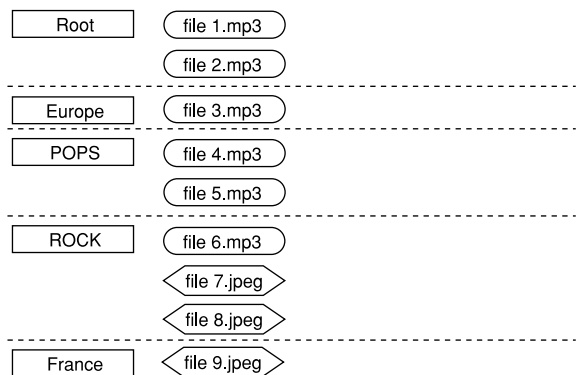 Root file 1.mp3
file 2.mp3
Europe file 3.mp3
POPS file 4.mp3
file 5.mp3
ROCK file 6.mp3
file 7.jpeg
file 8.jpeg
France file 9.jpeg